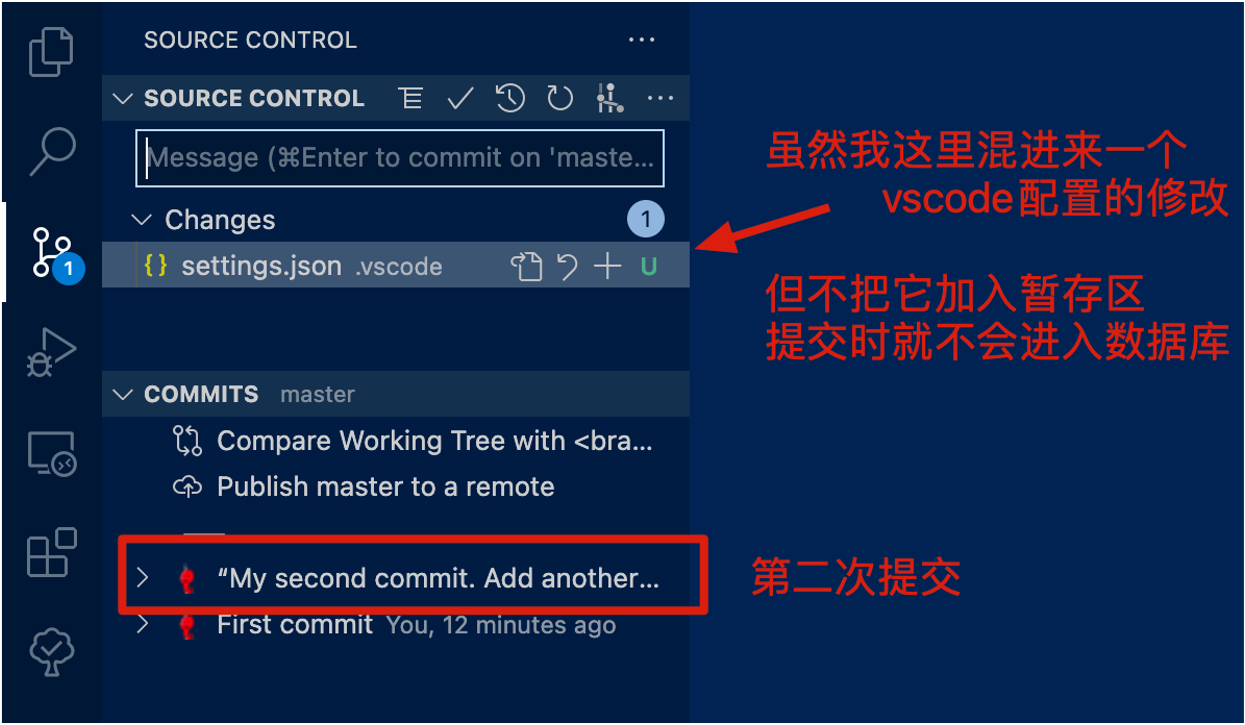 SOURCE CONTROL
SOURCE CONTROL
Message (⌘Enter to commit on 'maste...
虽然我这里混进来一个
vscode配置的修改
Changes
1
settings.json .vscode
U
1
但不把它加入暂存区
提交时就不会进入数据库
COMMITS master
Compare Working Tree with <bra...
Publish master to a remote
“My second commit. Add another...
第二次提交
First commit You, 12 minutes ago